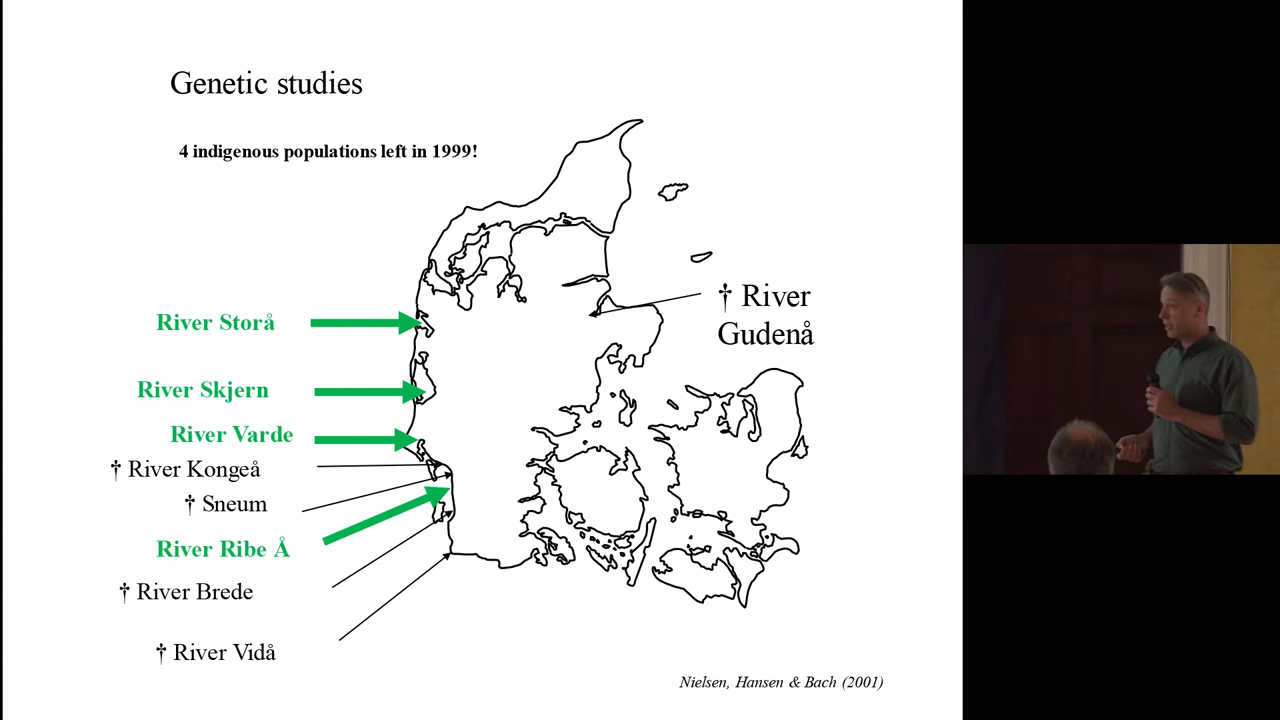 Genetic studies
4 indigenous populations left in 1999!
† River
Gudenå
River Storå
River Skjern
River Varde
† River Kongeå
† Sneum
River Ribe Å
† River Brede
† River Vidå
Nielsen, Hansen & Bach (2001)